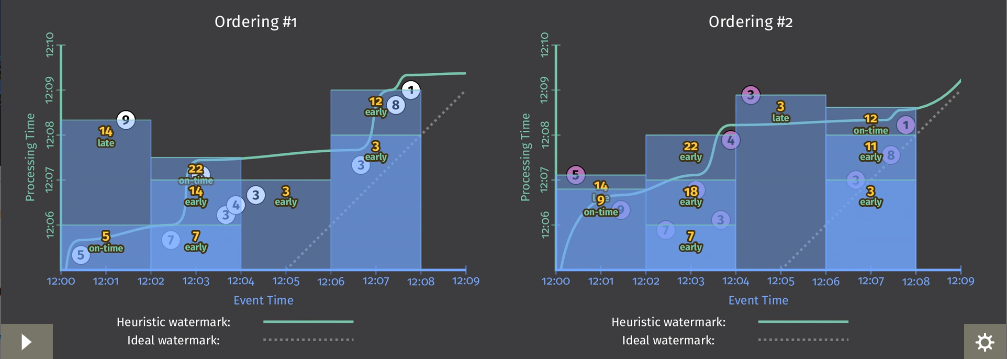 Ordering #1
Processing Time
12:10
12:09
12:08
12:07
12:06
9
14
late
5
on-time
5
22
on-time
14
early
7
early
7
3
4
3
3
early
12
early
8
1
3
early
3
12:00
12:01
12:02
12:03
12:04
12:05
12:06
12:07
12:08
12:09
Event Time
Heuristic watermark:
Ideal watermark:
Ordering #2
Processing Time
12:10
12:09
12:08
12:07
12:06
5
14
9
on-time
22
early
18
early
7
early
7
3
4
3
3
late
12
on-time
1
11
early
8
3
3
early
12:00
12:01
12:02
12:03
12:04
12:05
12:06
12:07
12:08
12:09
Event Time
Heuristic watermark:
Ideal watermark: